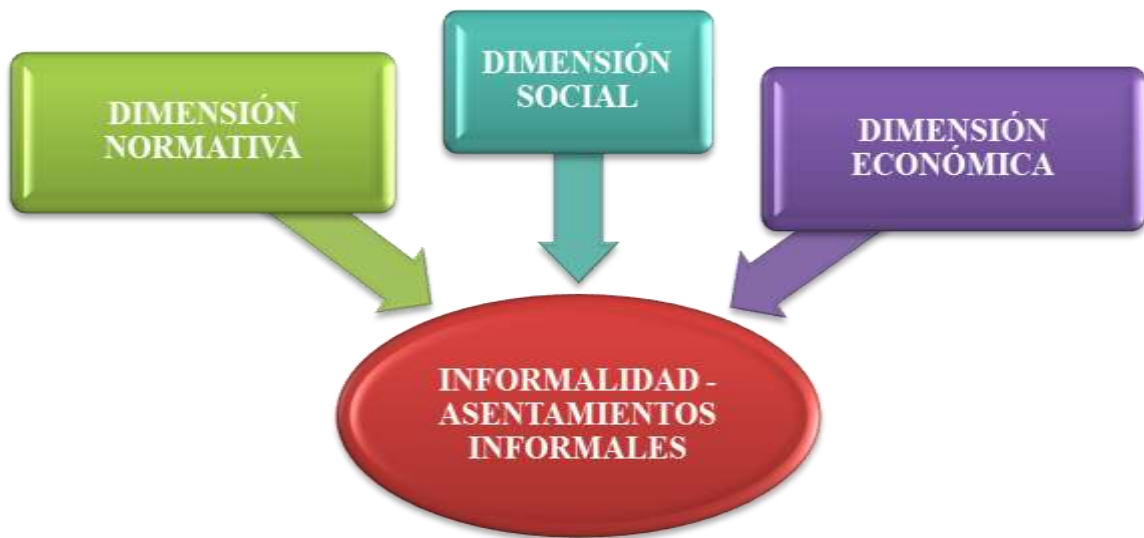 DIMENSIÓN
NORMATIVA
DIMENSIÓN
SOCIAL
DIMENSIÓN
ECONÓMICA
INFORMALIDAD -
ASENTAMIENTOS
INFORMALES